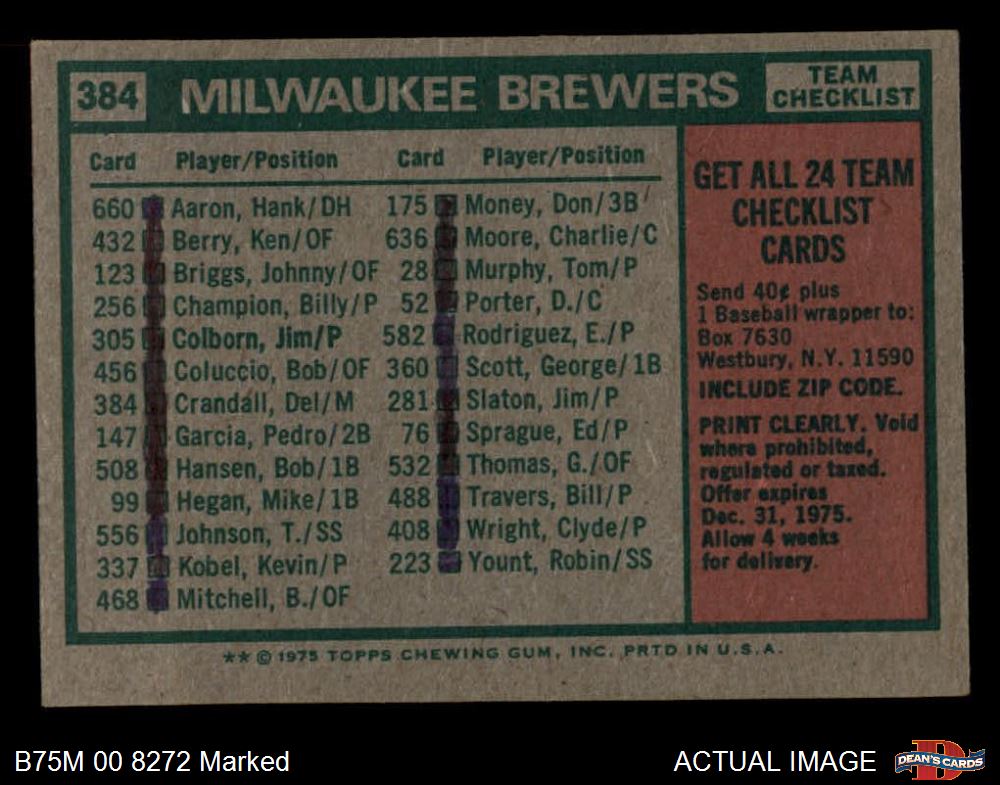 384 MILWAUKEE BREWERS TEAM CHECKLIST
Card Player/Position Card Player/Position
660 Aaron, Hank/DH
432 Berry, Ken/OF
123 Briggs, Johnny/OF
256 Champion, Billy/P
305 Colborn, Jim/P
456 Coluccio, Bob/OF
384 Crandall, Del/M
147 Garcia, Pedro/2B
508 Hansen, Bob/1B
99 Hegan, Mike/1B
556 Johnson, T./SS
337 Kobel, Kevin/P
468 Mitchell, B./OF
175 Money, Don/3B
636 Moore, Charlie/C
28 Murphy, Tom/P
52 Porter, D./C
582 Rodriguez, E./P
360 Scott, George/1B
281 Slaton, Jim/P
76 Sprague, Ed/P
532 Thomas, G./OF
488 Travers, Bill/P
408 Wright, Clyde/P
223 Yount, Robin/SS
GET ALL 24 TEAM
CHECKLIST
CARDS
Send 40¢ plus
1 Baseball wrapper to:
Box 7630
Westbury, N.Y. 11590
INCLUDE ZIP CODE.
PRINT CLEARLY. Void
where prohibited,
regulated or taxed.
Offer expires
Dec. 31, 1975.
Allow 4 weeks
for delivery.
** © 1975 TOPPS CHEWING GUM, INC. PRTD IN U.S.A.
B75M 00 8272 Marked
ACTUAL IMAGE
D
DEAN'S CARDS